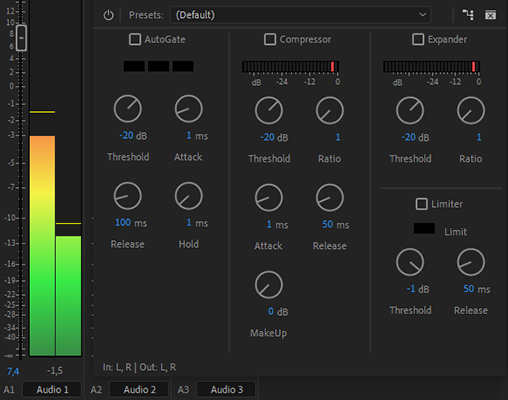 Presets: (Default)
AutoGate
Compressor
Expander
dB -24 -12 0
dB -24 -12 0
-20 dB
Threshold
1 ms
Attack
-20 dB
Threshold
1
Ratio
-20 dB
Threshold
1
Ratio
100 ms
Release
1 ms
Hold
1 ms
Attack
50 ms
Release
Limiter
Limit
-1 dB
Threshold
50 ms
Release
0 dB
MakeUp
In: L, R | Out: L, R
12
8
6
4
2
0
-1
-2
-3
-5
-7
-10
-13
-16
-19
-22
-25
-28
-34
-40
-∞
7,4 -1,5
A1 Audio 1 A2 Audio 2 A3 Audio 3